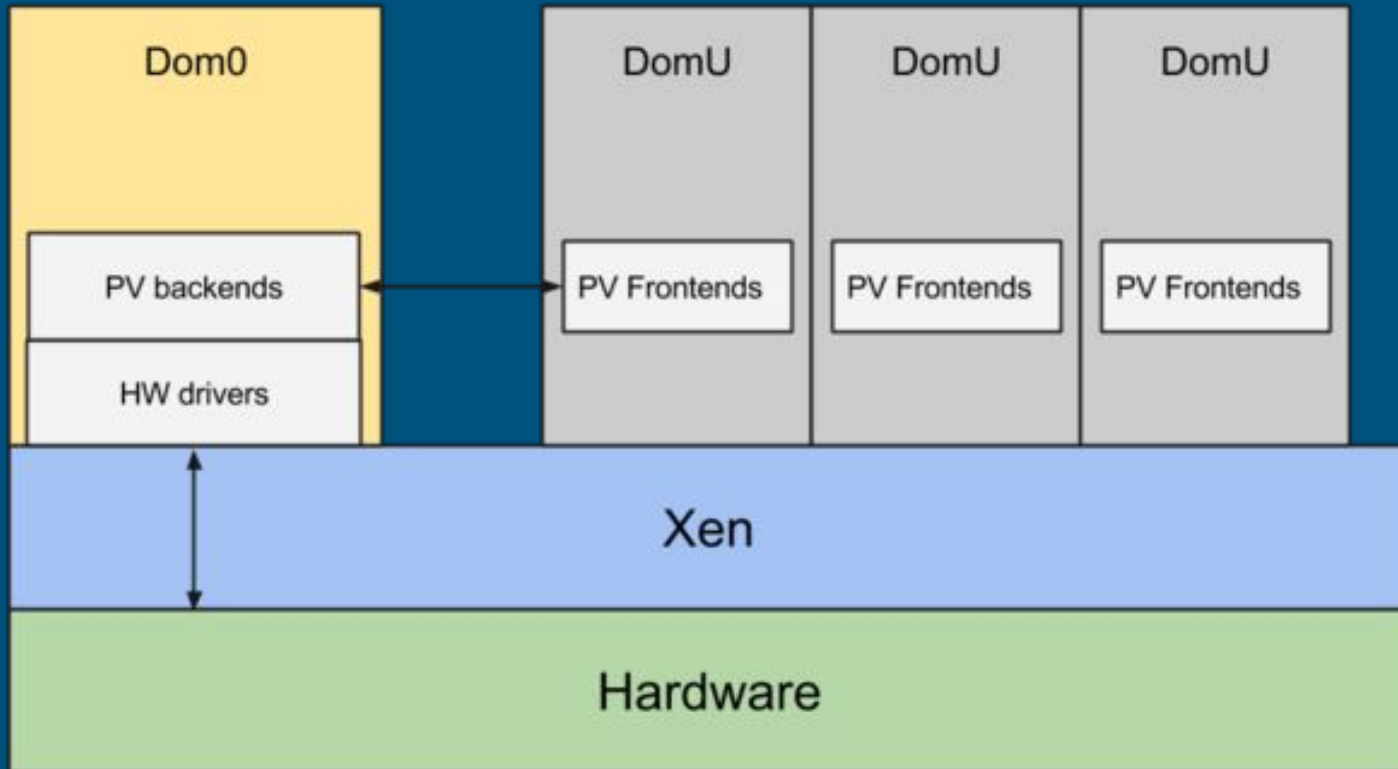 Dom0
DomU
DomU
DomU
PV backends
PV Frontends
PV Frontends
PV Frontends
HW drivers
Xen
Hardware